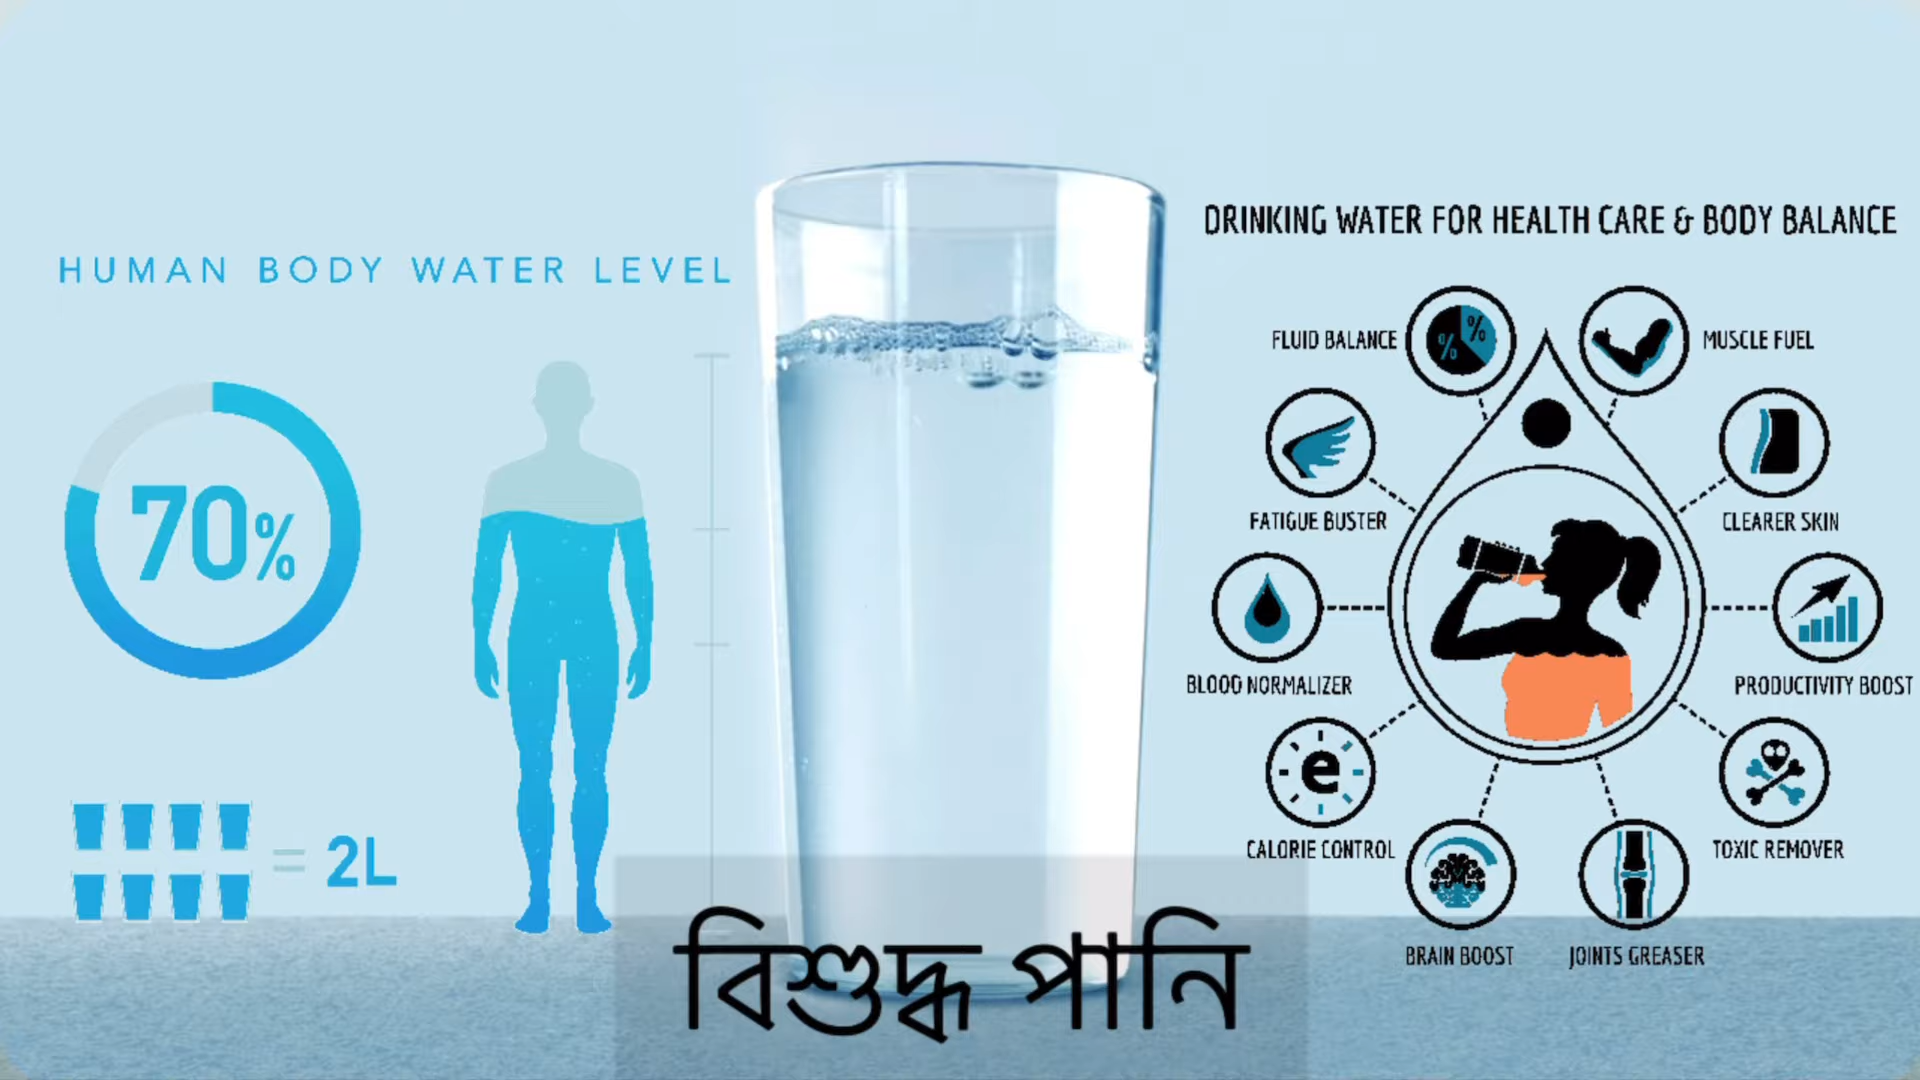 HUMAN BODY WATER LEVEL
70%
= 2L
DRINKING WATER FOR HEALTH CARE & BODY BALANCE
FLUID BALANCE
MUSCLE FUEL
% %
FATIGUE BUSTER
CLEARER SKIN
BLOOD NORMALIZER
PRODUCTIVITY BOOST
e
CALORIE CONTROL
TOXIC REMOVER
BRAIN BOOST
JOINTS GREASER
বিশুদ্ধ পানি